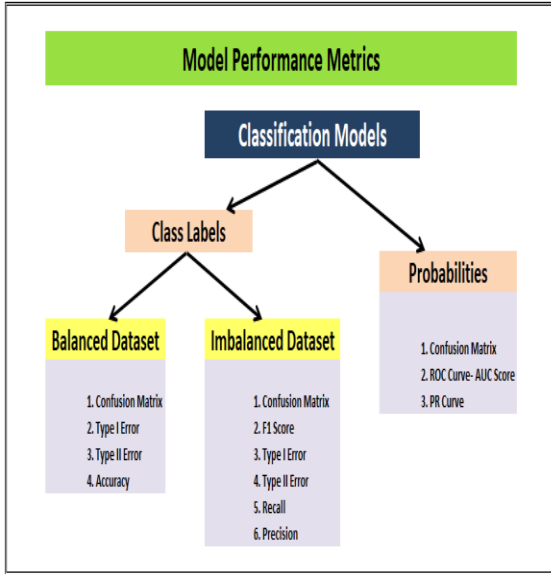 Model Performance Metrics
Classification Models
Class Labels
Probabilities
1. Confusion Matrix
2. ROC Curve- AUC Score
3. PR Curve
Balanced Dataset
1. Confusion Matrix
2. Type I Error
3. Type II Error
4. Accuracy
Imbalanced Dataset
1. Confusion Matrix
2. F1 Score
3. Type I Error
4. Type II Error
5. Recall
6. Precision